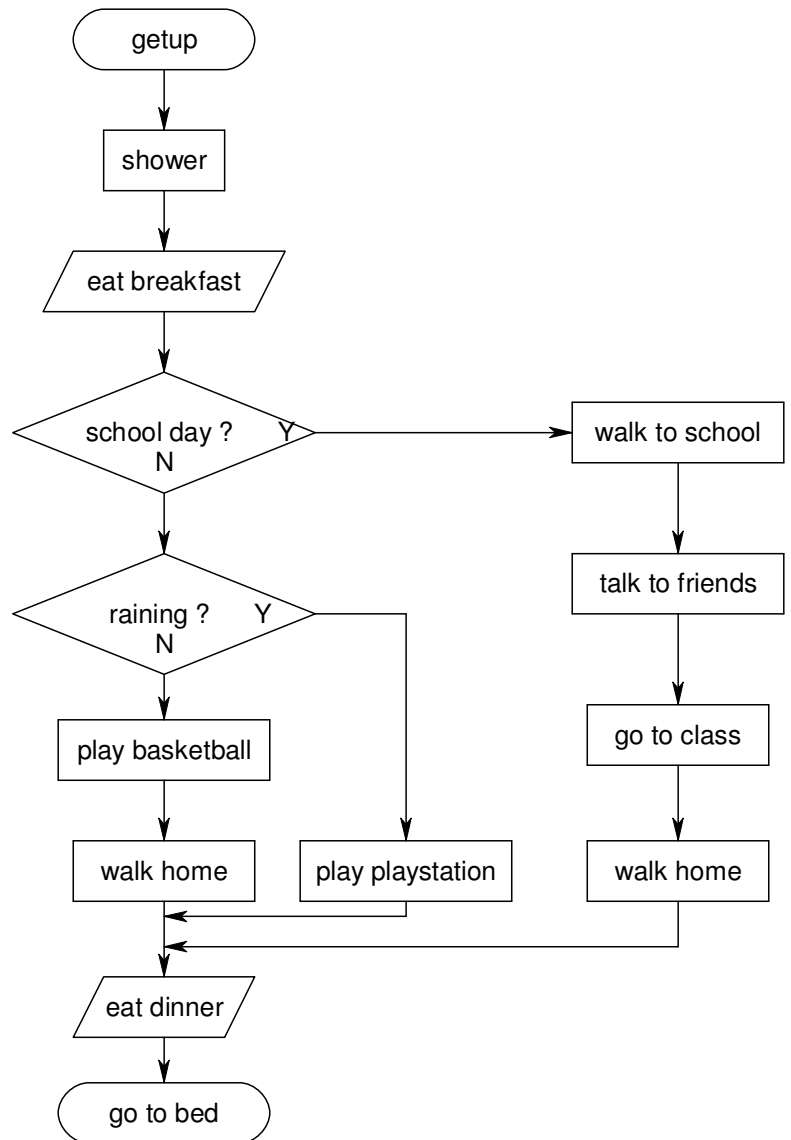 getup
shower
eat breakfast
school day ?
Y
N
walk to school
raining ?
Y
N
talk to friends
play basketball
go to class
walk home
play playstation
walk home
eat dinner
go to bed